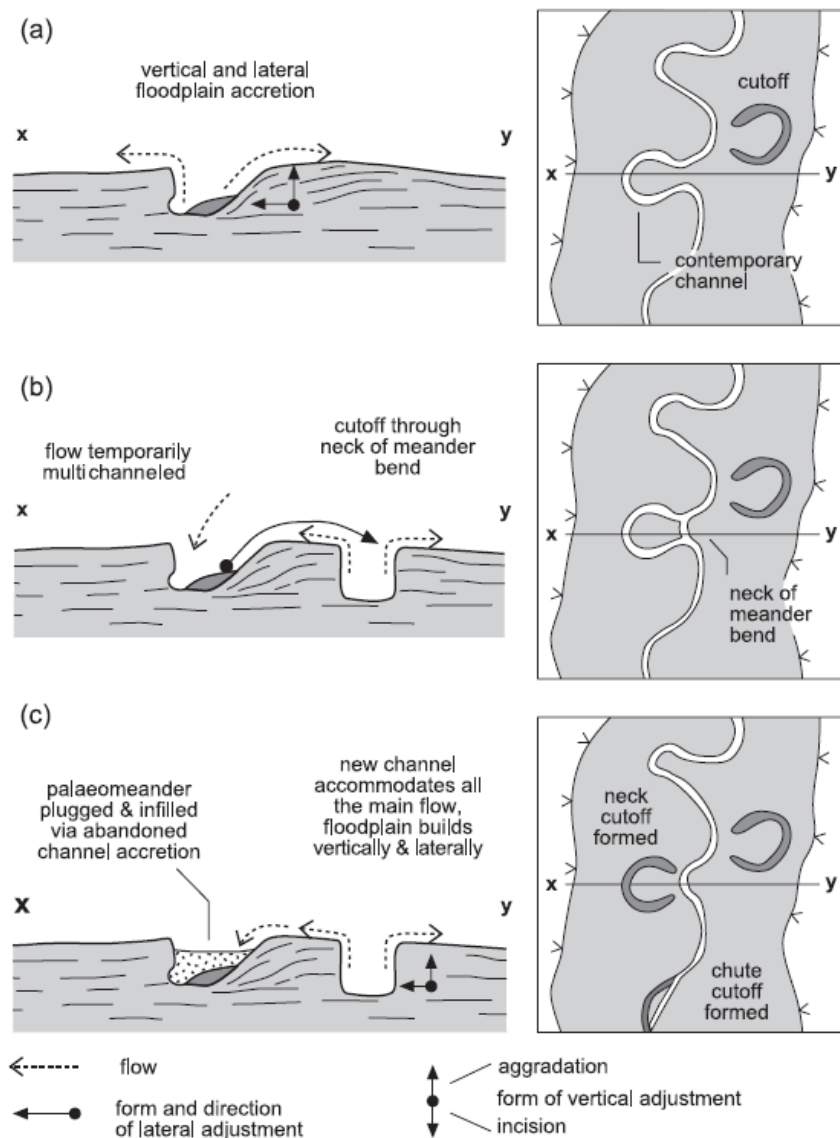 (a)
vertical and lateral
floodplain accretion
x
y
cutoff
x
y
contemporary
channel
(b)
flow temporarily
multichanneled
cutoff through
neck of meander
bend
x
y
neck of
meander
bend
(c)
palaeomeander
plugged & infilled
via abandoned
channel accretion
new channel
accommodates all
the main flow,
floodplain builds
vertically & laterally
x
y
neck
cutoff
formed
x
y
chute
cutoff
formed
flow
form and direction
of lateral adjustment
aggradation
form of vertical adjustment
incision